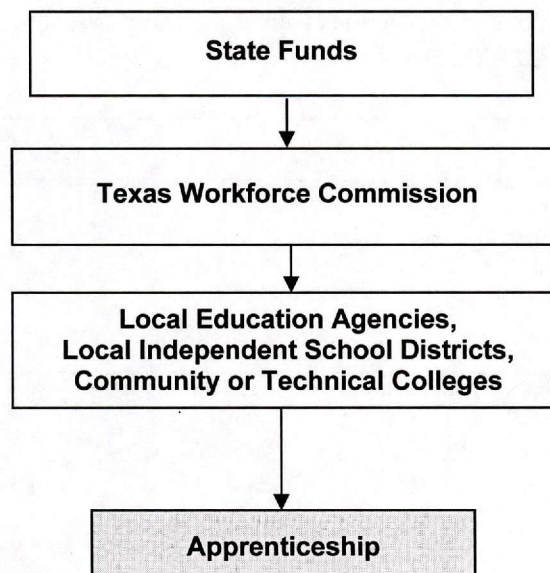 State Funds
Texas Workforce Commission
Local Education Agencies,
Local Independent School Districts,
Community or Technical Colleges
Apprenticeship